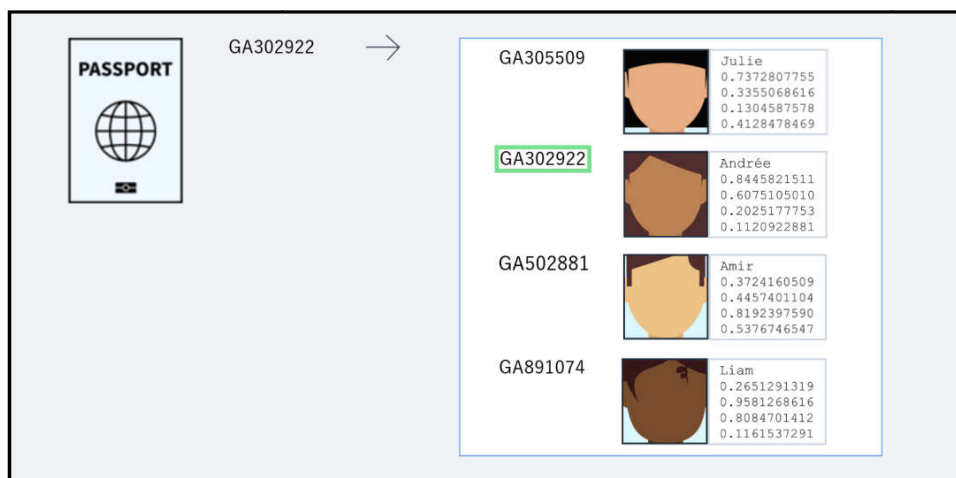 PASSPORT
GA302922
GA305509
Julie
0.7372807755
0.3355068616
0.1304587578
0.4128478469
GA302922
Andrée
0.8445821511
0.6075105010
0.2025177753
0.1120922881
GA502881
Amir
0.3724160509
0.4457401104
0.8192397590
0.5376746547
GA891074
Liam
0.2651291319
0.9581268616
0.8084701412
0.1161537291